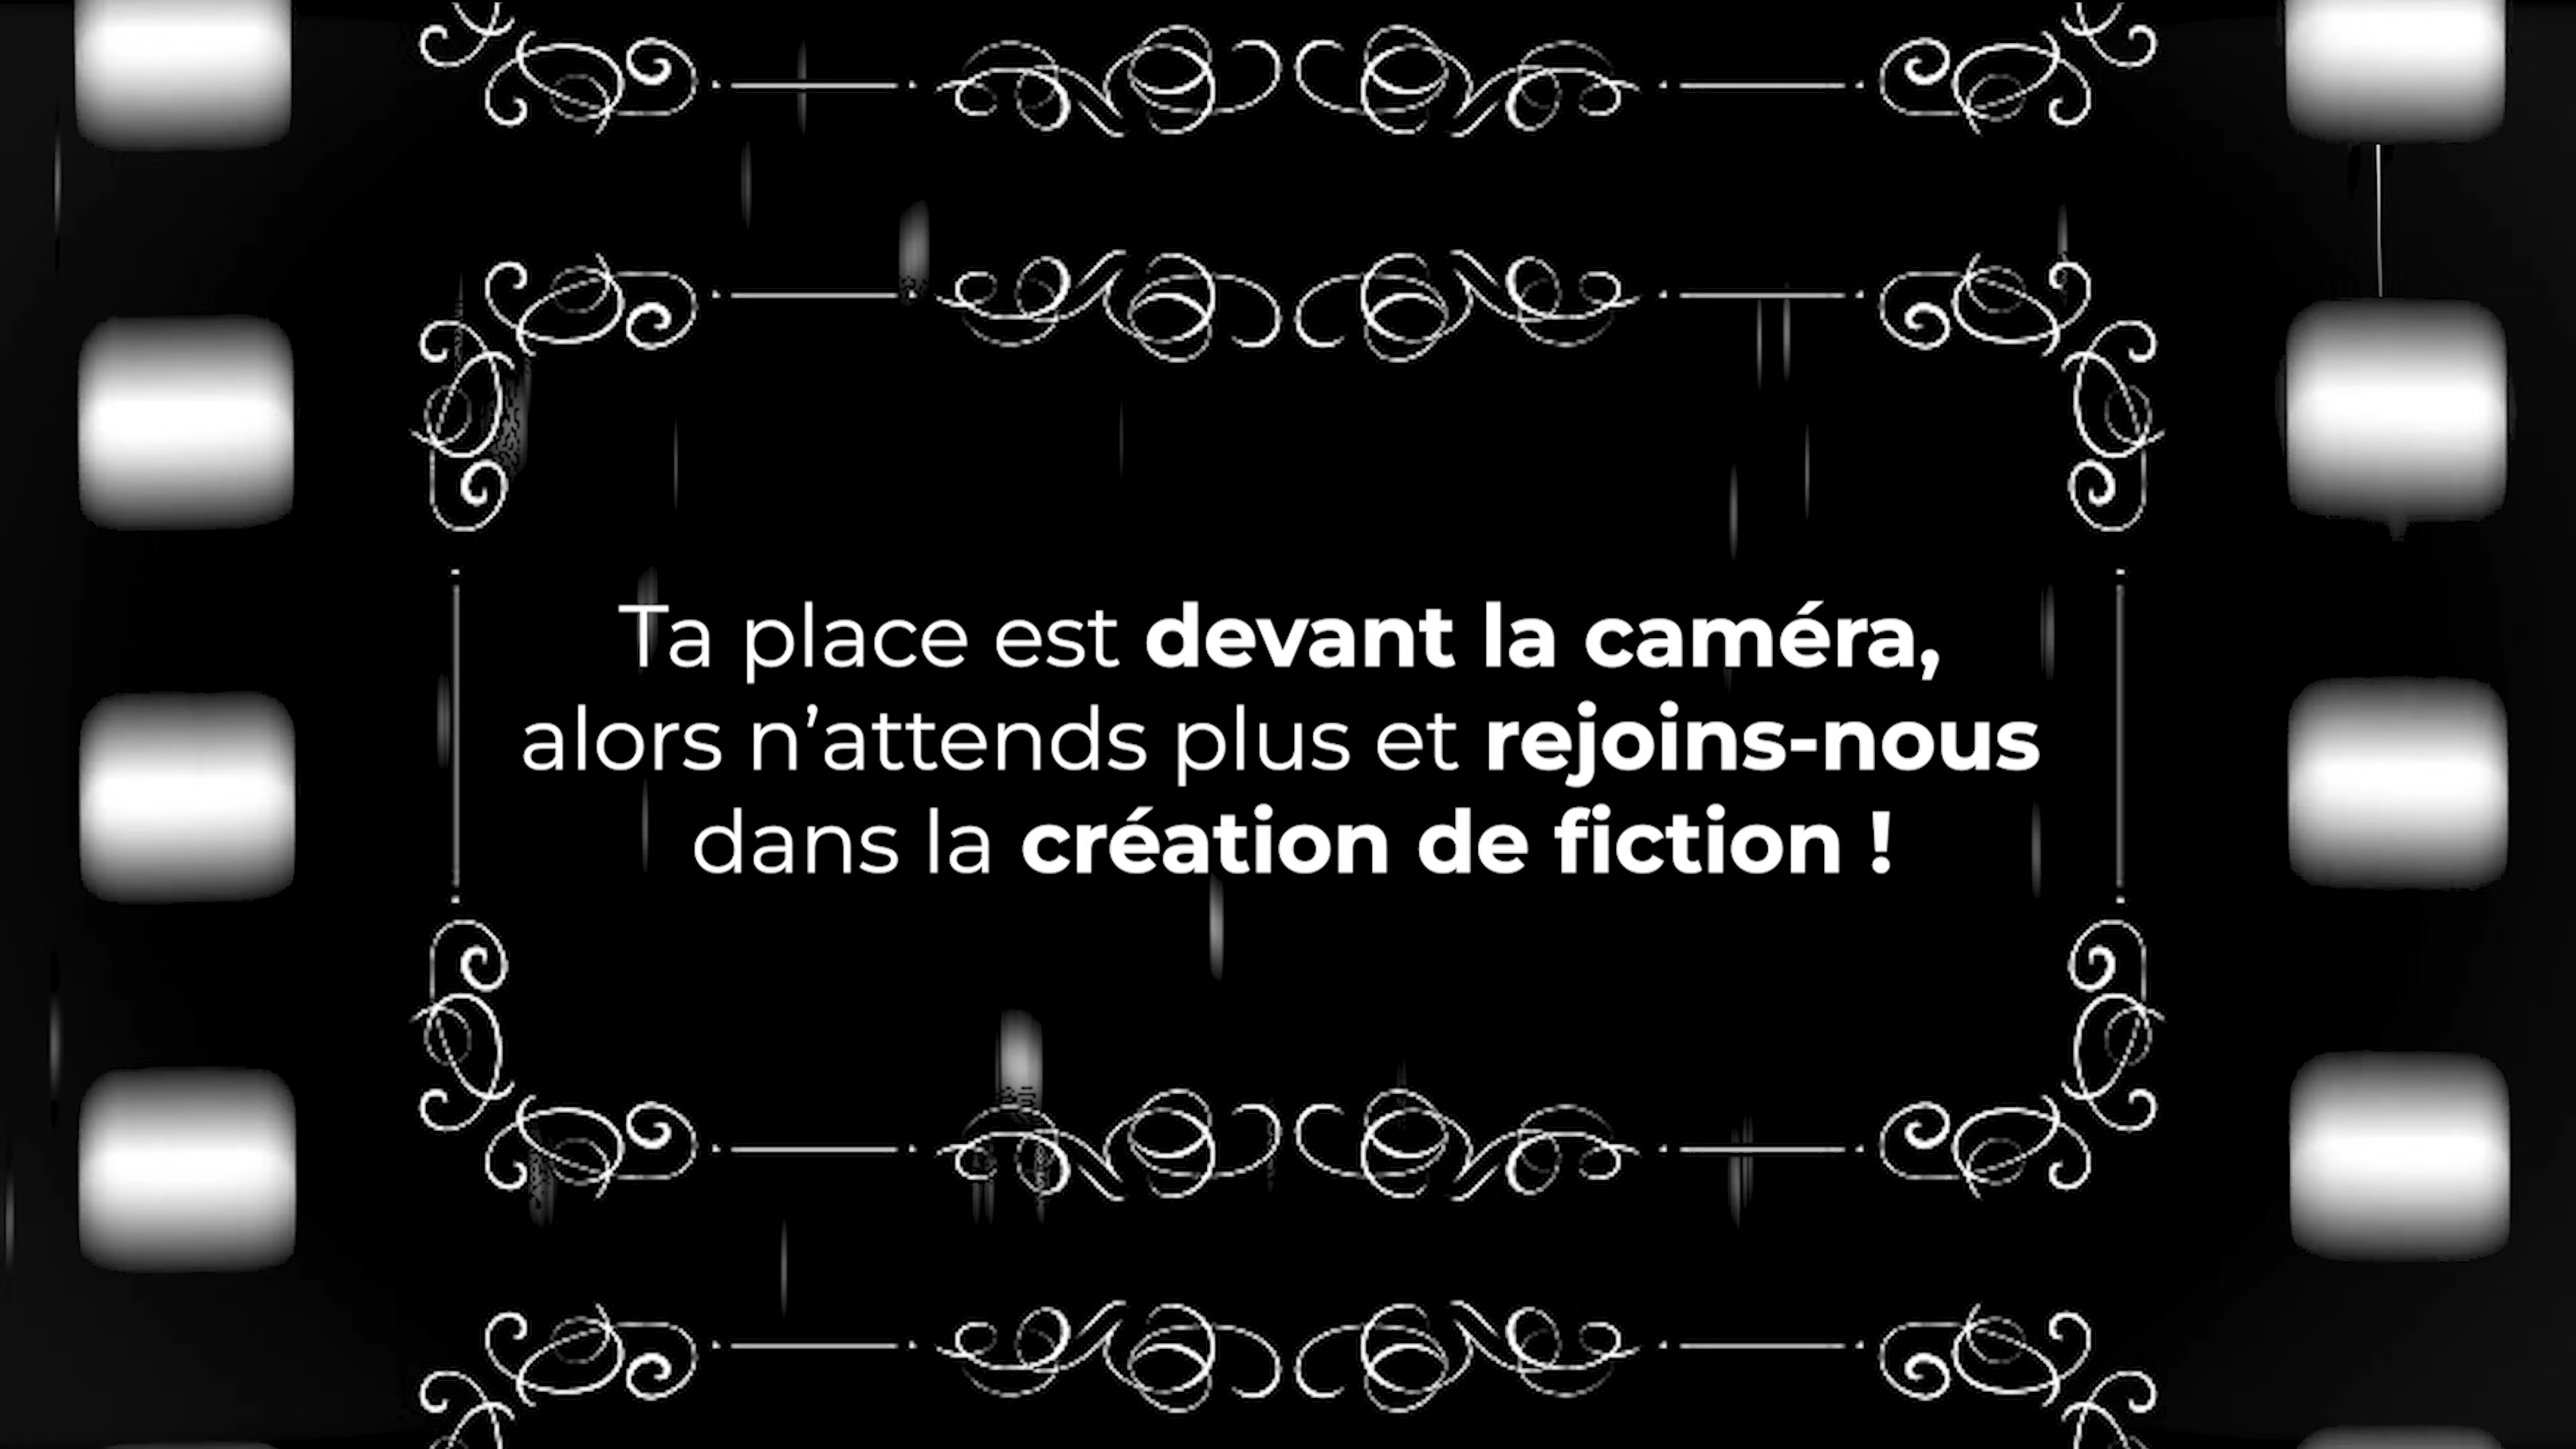 Ta place est devant la caméra,
alors n’attends plus et rejoins-nous
dans la création de fiction !